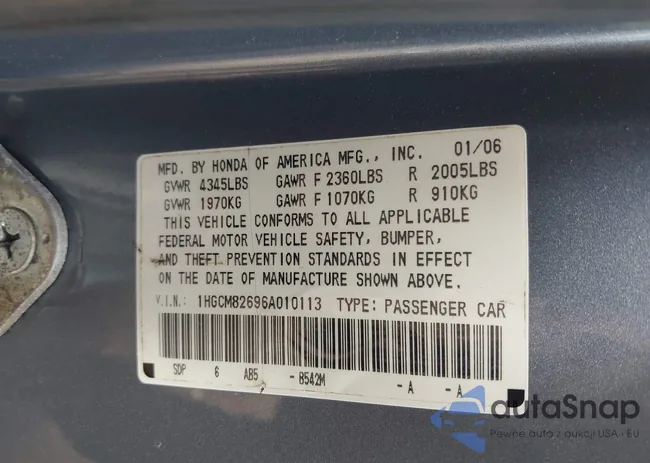 MFD. BY HONDA OF AMERICA MFG., INC. 01/06
GVWR 4345LBS GAWR F 2360LBS R 2005LBS
GVWR 1970KG GAWR F 1070KG R 910KG
THIS VEHICLE CONFORMS TO ALL APPLICABLE
FEDERAL MOTOR VEHICLE SAFETY, BUMPER,
AND THEFT PREVENTION STANDARDS IN EFFECT
ON THE DATE OF MANUFACTURE SHOWN ABOVE.
V.I.N.: 1HGCM82696A010113 TYPE: PASSENGER CAR
SDP 6 AB5 - B542M - A - A
autoSnap
Pewne auta z aukcji USA - EU